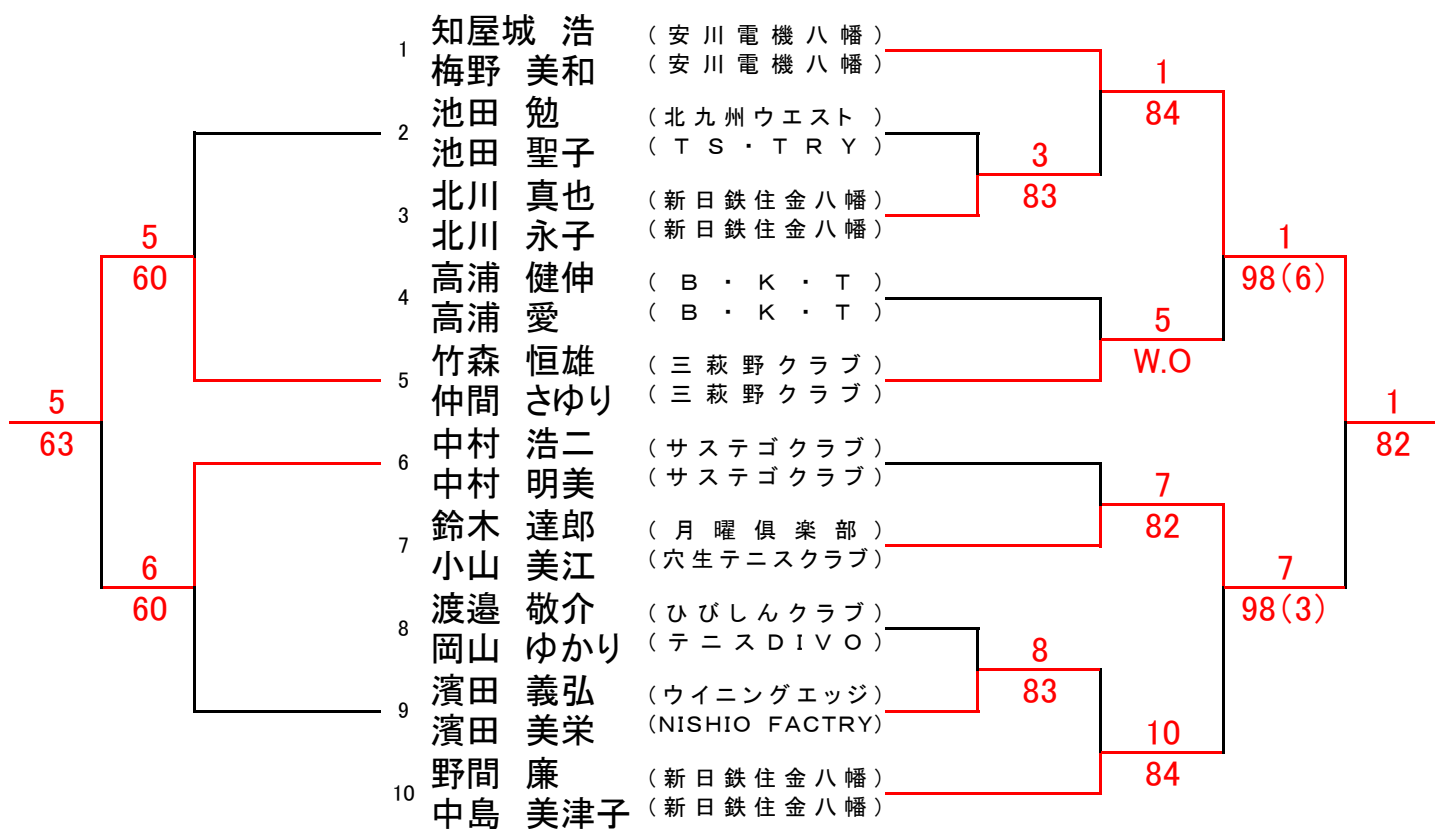 1 知屋城 浩 (安川電機八幡)
梅野 美和 (安川電機八幡)
2 池田 勉 (北九州ウエスト)
池田 聖子 (TS・TRY)
3 北川 真也 (新日鉄住金八幡)
北川 永子 (新日鉄住金八幡)
4 高浦 健伸 (B・K・T)
高浦 愛 (B・K・T)
5 竹森 恒雄 (三萩野クラブ)
仲間 さゆり (三萩野クラブ)
6 中村 浩二 (サステゴクラブ)
中村 明美 (サステゴクラブ)
7 鈴木 達郎 (月曜倶楽部)
小山 美江 (穴生テニスクラブ)
8 渡邉 敬介 (ひびしんクラブ)
岡山 ゆかり (テニスDIVO)
9 濱田 義弘 (ウイニングエッジ)
濱田 美栄 (NISHIO FACTRY)
10 野間 廉 (新日鉄住金八幡)
中島 美津子 (新日鉄住金八幡)
5
60
6
60
5
63
3
83
8
83
1
84
5
W.O
7
82
10
84
1
98(6)
7
98(3)
1
82